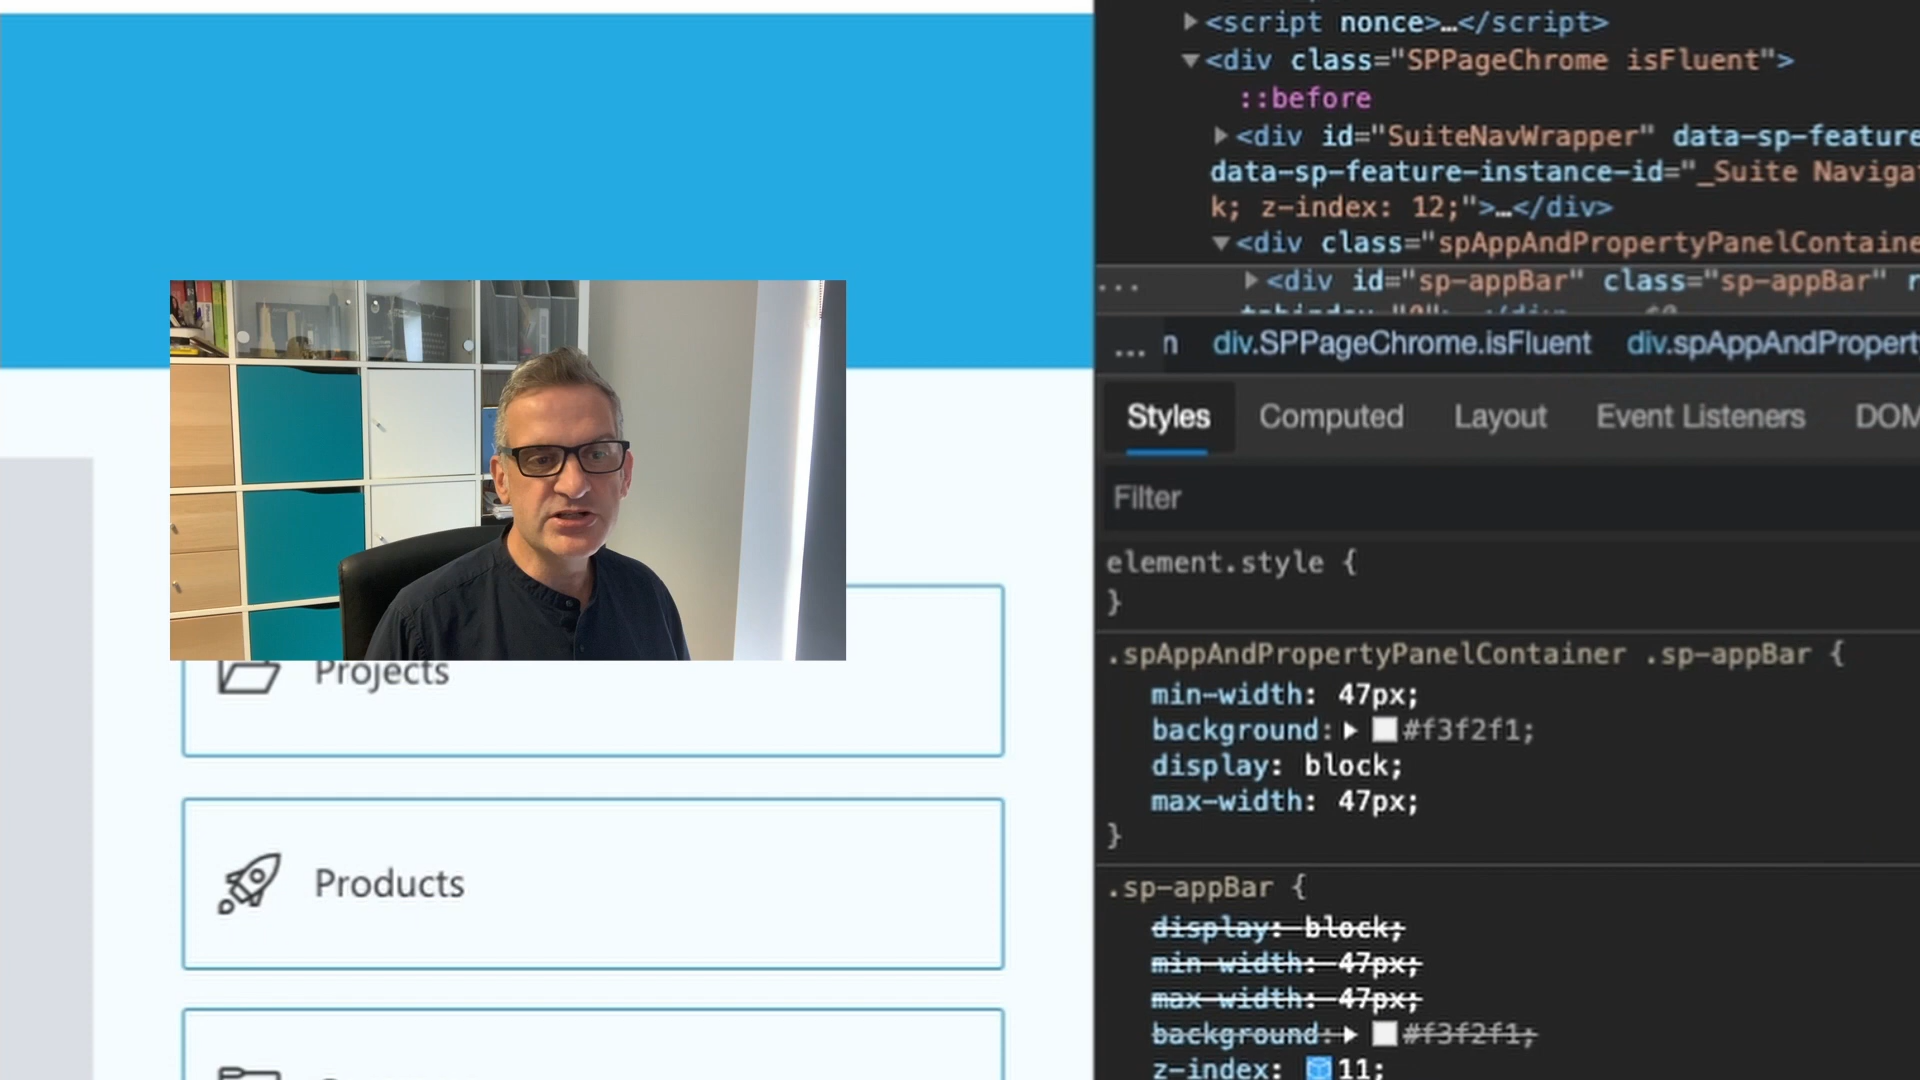 Projects
Products
<script nonce>…</script>
<div class="SPPageChrome isFluent">
::before
<div id="SuiteNavWrapper" data-sp-feature
data-sp-feature-instance-id="_Suite Naviga
k; z-index: 12;">…</div>
<div class="spAppAndPropertyPanelContaine
... <div id="sp-appBar" class="sp-appBar" r
... n div.SPPageChrome.isFluent div.spAppAndPropert
Styles Computed Layout Event Listeners DOM
Filter
element.style {
}
.spAppAndPropertyPanelContainer .sp-appBar {
min-width: 47px;
background: #f3f2f1;
display: block;
max-width: 47px;
}
.sp-appBar {
display: block;
min-width: 47px;
max-width: 47px;
background: #f3f2f1;
z-index: 11;